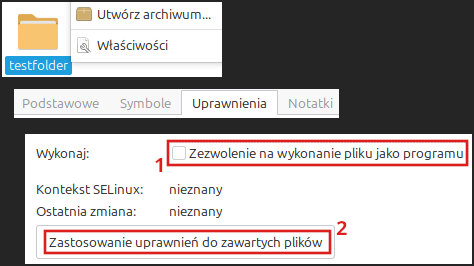 Utwórz archiwum...
Właściwości
testfolder
Podstawowe Symbole Uprawnienia Notatki
Wykonaj: 1 Zezwolenie na wykonanie pliku jako programu
Kontekst SELinux: nieznany
Ostatnia zmiana: nieznany
Zastosowanie uprawnień do zawartych plików 2